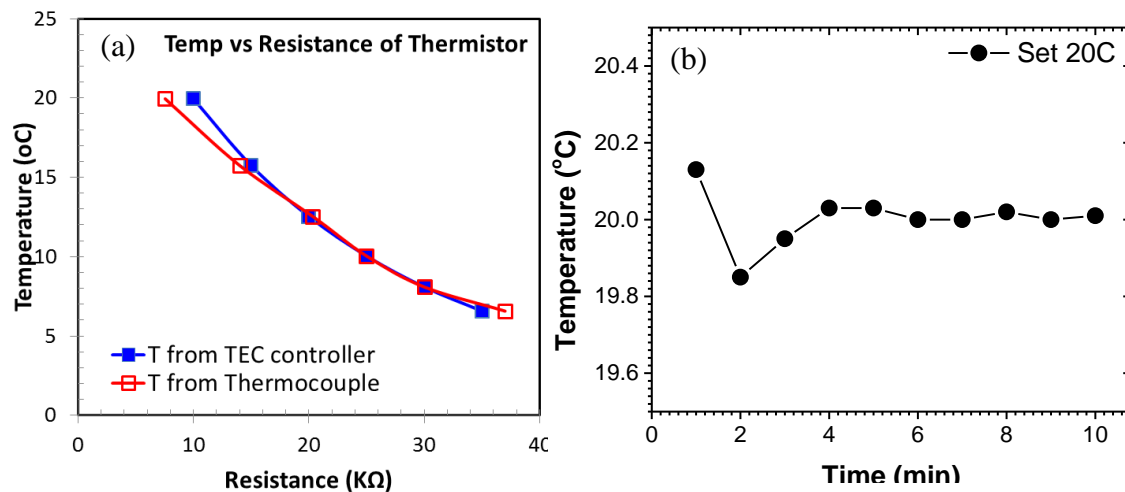 (a) Temp vs Resistance of Thermistor
25
20
15
10
5
0
Temperature (oC)
T from TEC controller
T from Thermocouple
0 10 20 30 40
Resistance (KΩ)
(b) Set 20C
20.4
20.2
20.0
19.8
19.6
Temperature (°C)
0 2 4 6 8 10
Time (min)